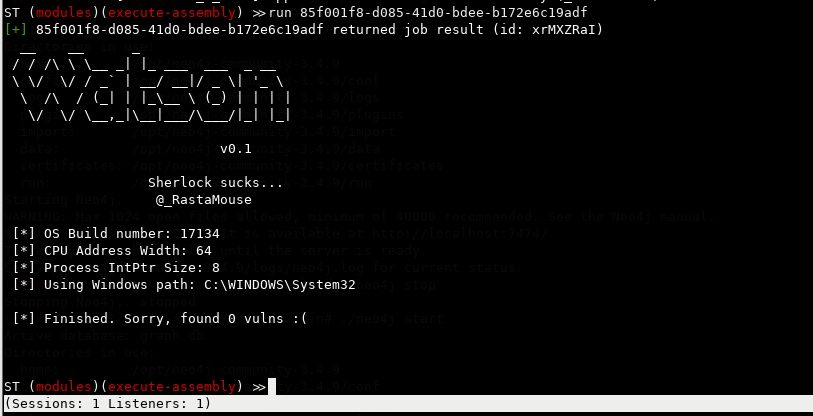 ST (modules)(execute-assembly) ≫run 85f001f8-d085-41d0-bdee-b172e6c19adf
[+] 85f001f8-d085-41d0-bdee-b172e6c19adf returned job result (id: xrMXZRaI)
Watson
v0.1
Sherlock sucks...
@_RastaMouse
[*] OS Build number: 17134
[*] CPU Address Width: 64
[*] Process IntPtr Size: 8
[*] Using Windows path: C:\WINDOWS\System32
[*] Finished. Sorry, found 0 vulns :(
ST (modules)(execute-assembly) ≫
(Sessions: 1 Listeners: 1)